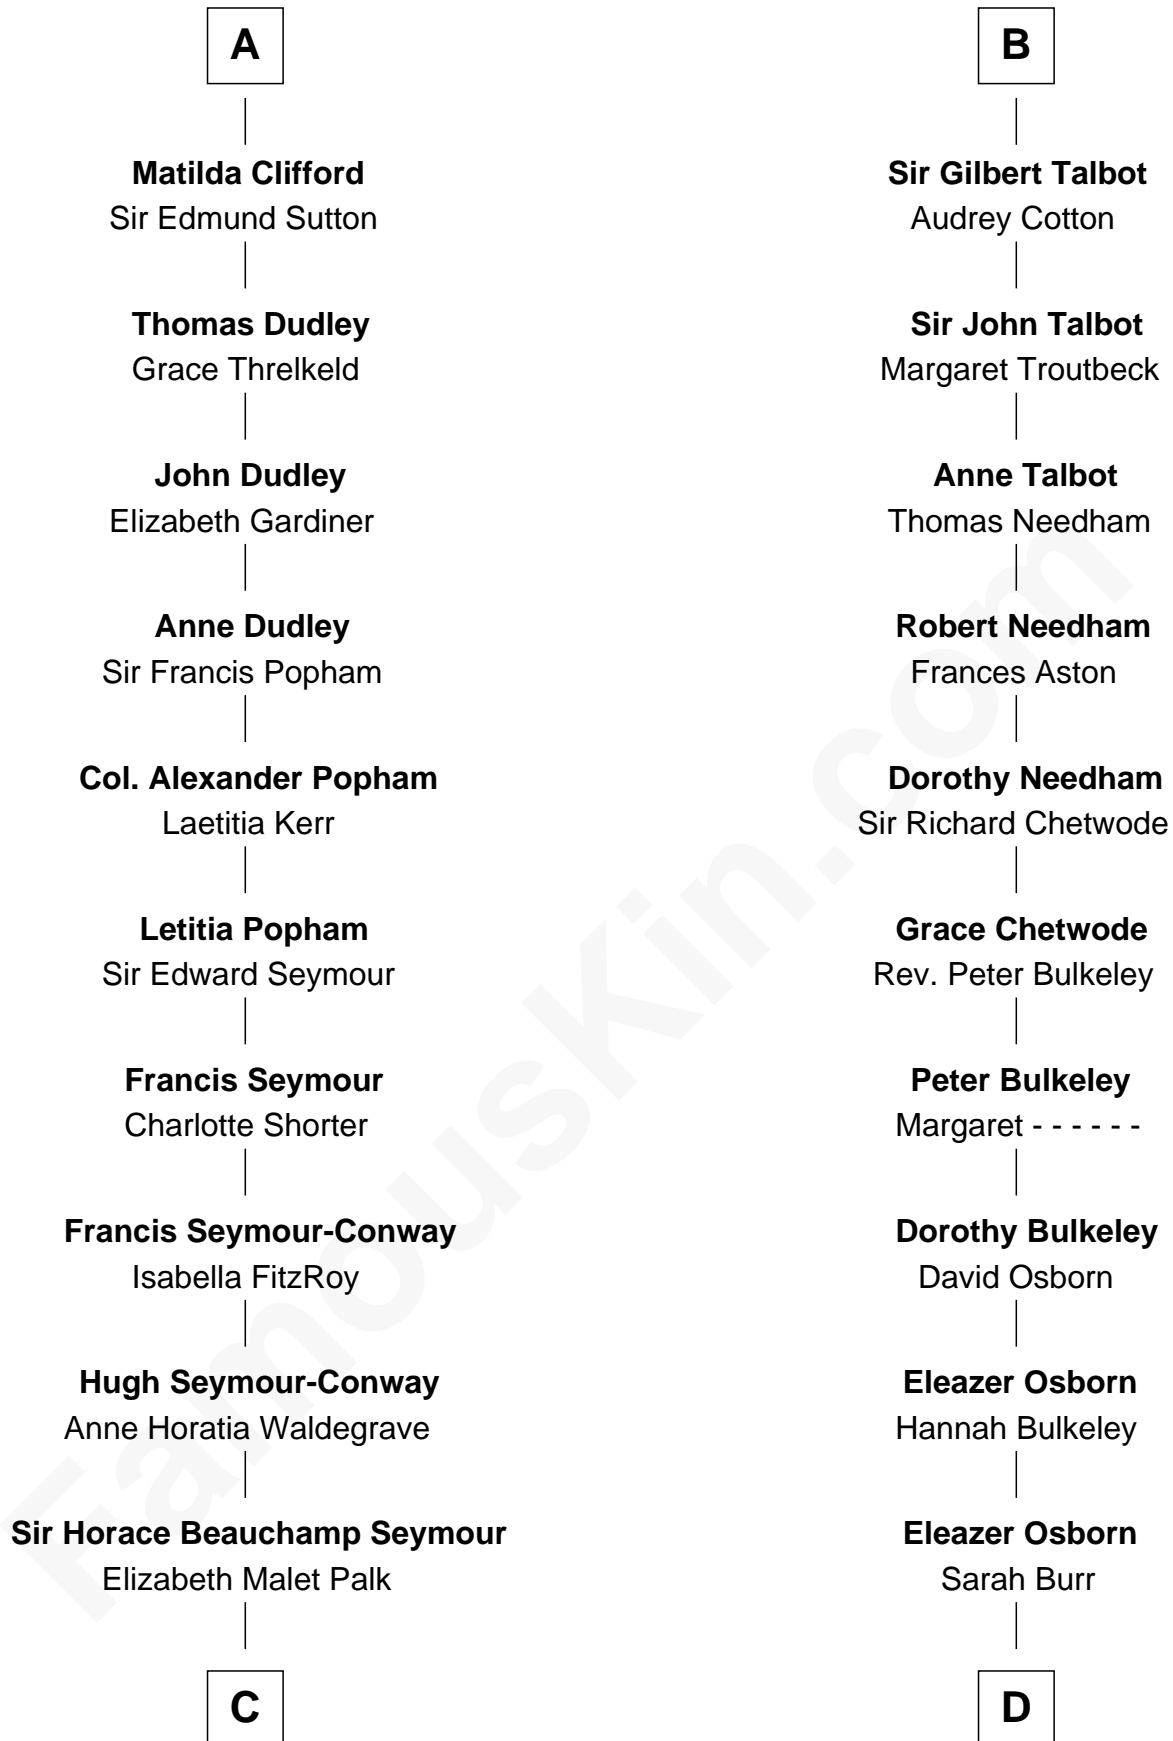 A
Matilda Clifford
Sir Edmund Sutton
Thomas Dudley
Grace Threlkeld
John Dudley
Elizabeth Gardiner
Anne Dudley
Sir Francis Popham
Col. Alexander Popham
Laetitia Kerr
Letitia Popham
Sir Edward Seymour
Francis Seymour
Charlotte Shorter
Francis Seymour-Conway
Isabella FitzRoy
Hugh Seymour-Conway
Anne Horatia Waldegrave
Sir Horace Beauchamp Seymour
Elizabeth Malet Palk
C
B
Sir Gilbert Talbot
Audrey Cotton
Sir John Talbot
Margaret Troutbeck
Anne Talbot
Thomas Needham
Robert Needham
Frances Aston
Dorothy Needham
Sir Richard Chetwode
Grace Chetwode
Rev. Peter Bulkeley
Peter Bulkeley
Margaret - - - - - -
Dorothy Bulkeley
David Osborn
Eleazer Osborn
Hannah Bulkeley
Eleazer Osborn
Sarah Burr
D
FamousKin.com